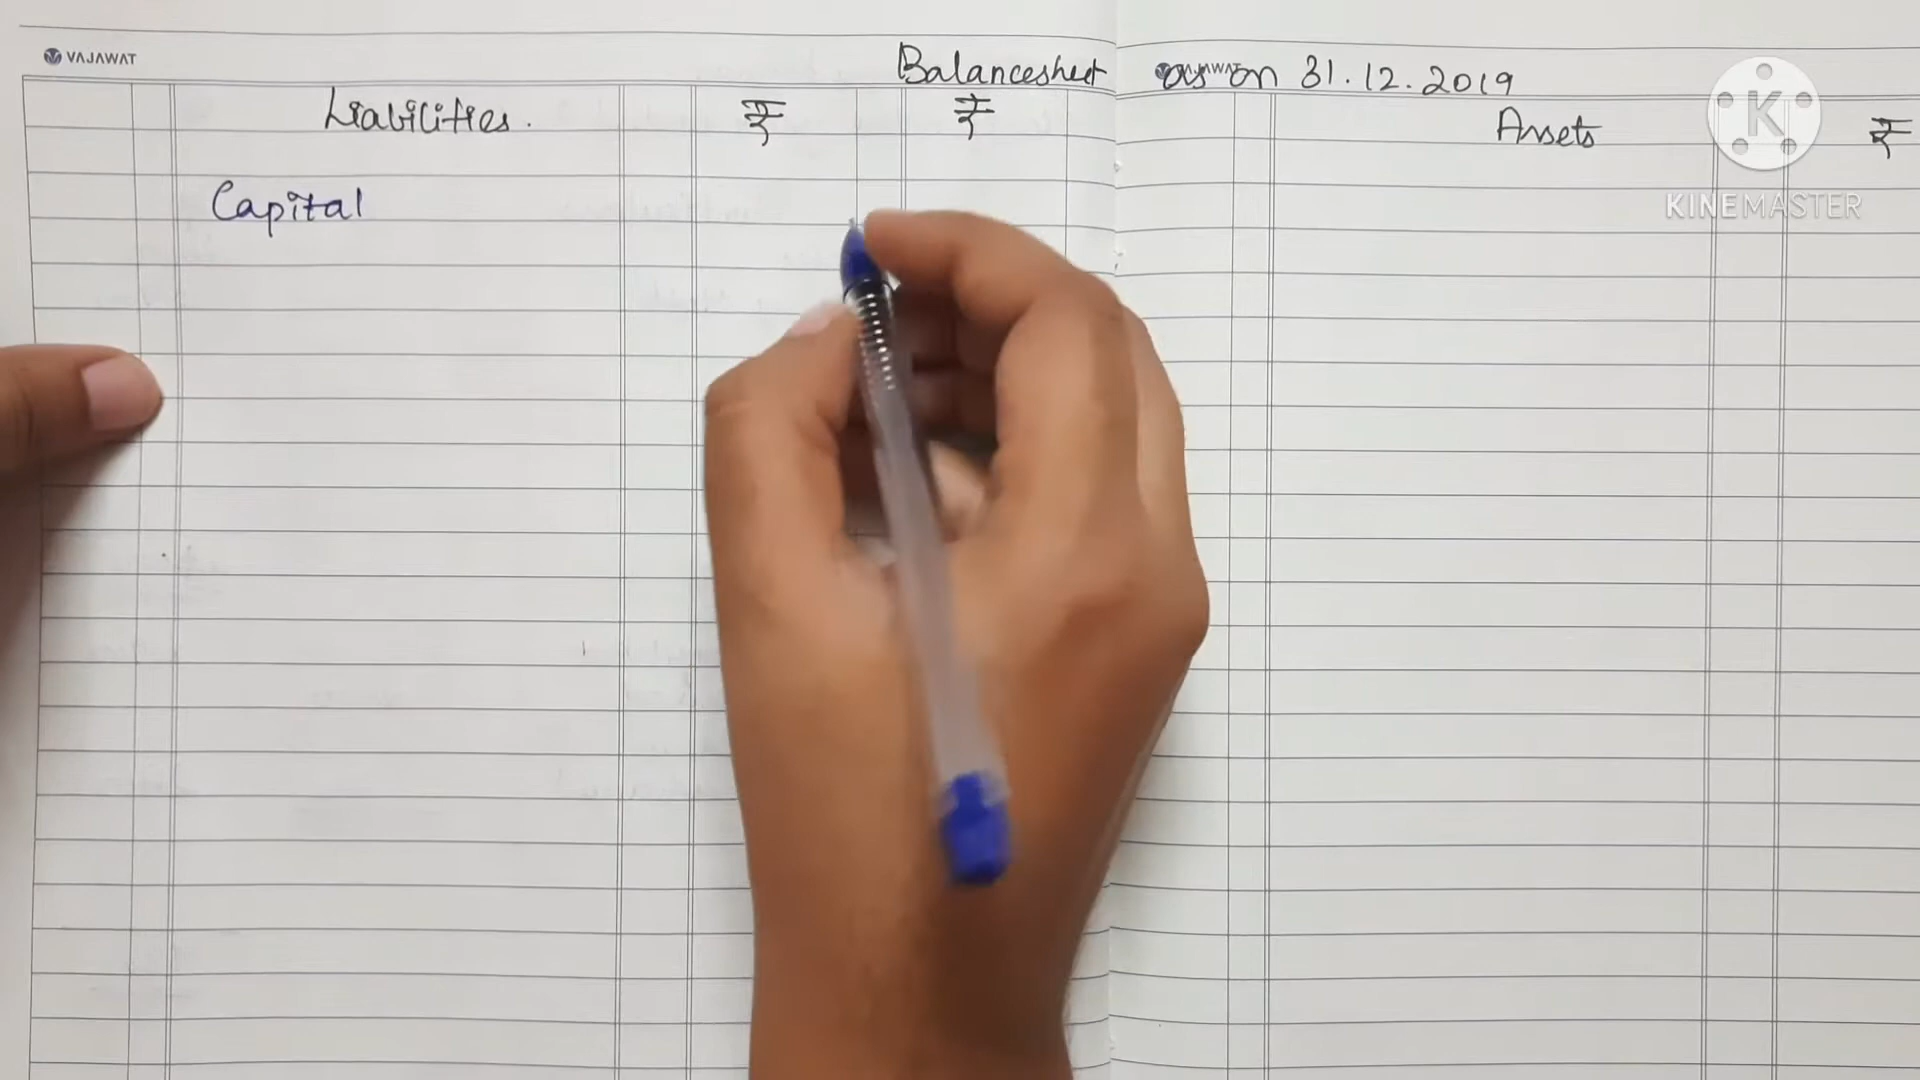 VAJAWAT
Balancesheet as on 31.12.2019
Liabilities. ₹ ₹ Assets ₹
Capital
K
KINEMASTER